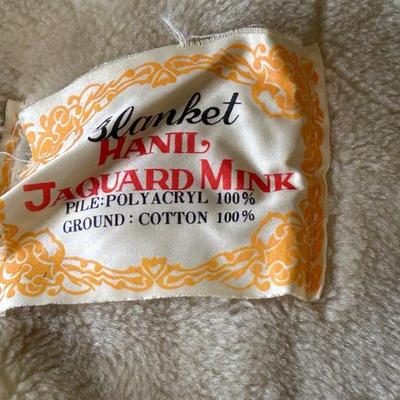 Blanket
HANIL
JAQUARD MINK
PILE:POLYACRYL 100%
GROUND: COTTON 100%